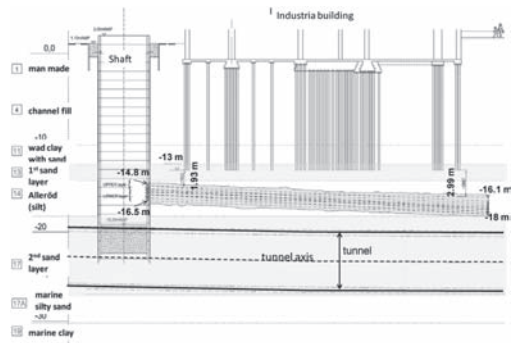 I Industria building
0,0
Shaft
1 man made
4 channel fill
-10
11 wad clay
with sand
13 1st sand
layer
14 Alleröd
(silt)
-13 m
1.93 m
-14.8 m
-16.5 m
2.99 m
-16.1 m
-18 m
-20
17 2nd sand
layer
tunnel axis
tunnel
17A marine
silty sand
-30
19 marine clay